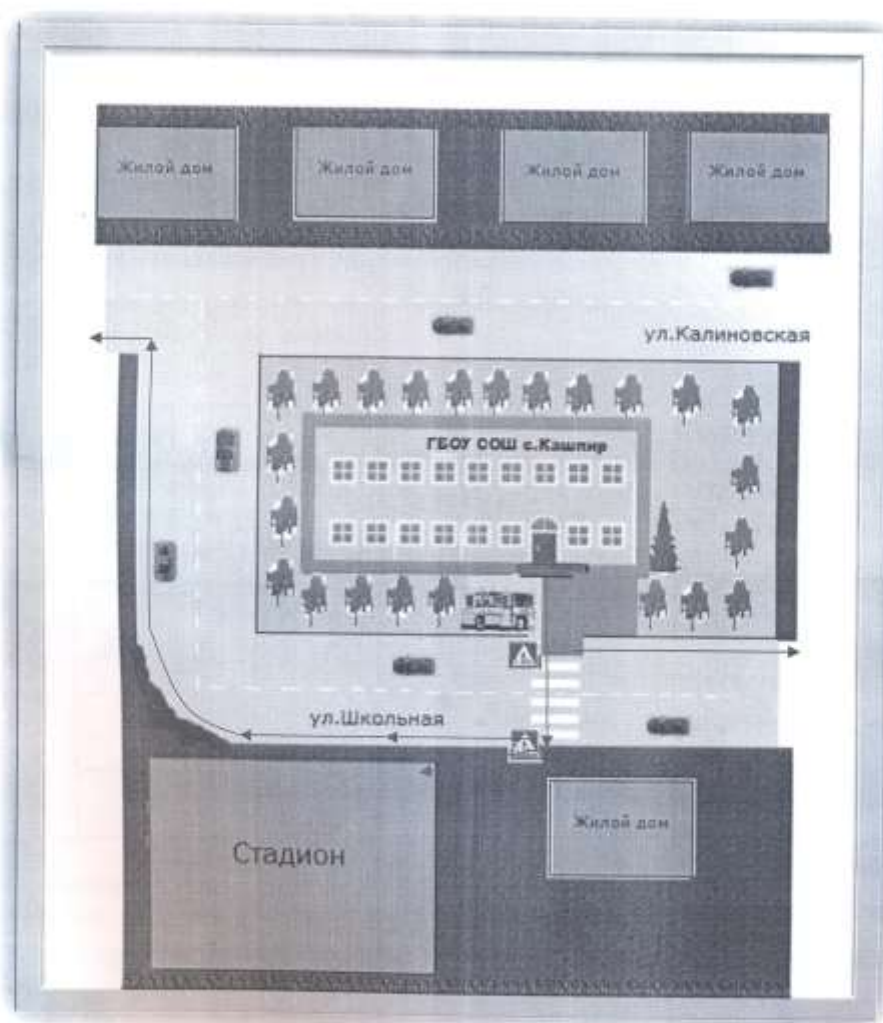 Жилой дом
Жилой дом
Жилой дом
Жилой дом
ул.Калиновская
ГБОУ СОШ с.Кашпир
ул.Школьная
Стадион
Жилой дом